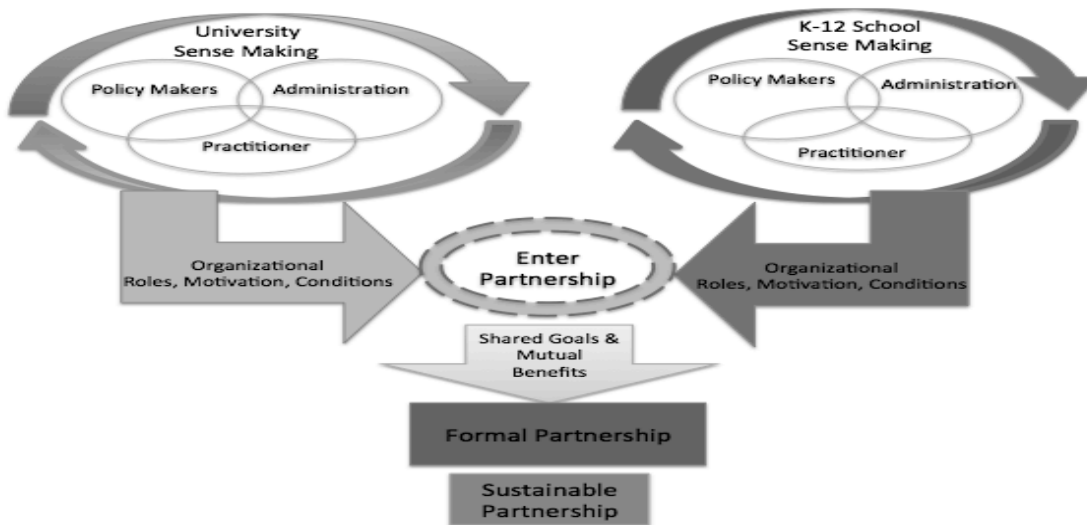 University
Sense Making
Policy Makers
Administration
Practitioner
K-12 School
Sense Making
Policy Makers
Administration
Practitioner
Organizational
Roles, Motivation, Conditions
Enter
Partnership
Organizational
Roles, Motivation, Conditions
Shared Goals &
Mutual
Benefits
Formal Partnership
Sustainable
Partnership